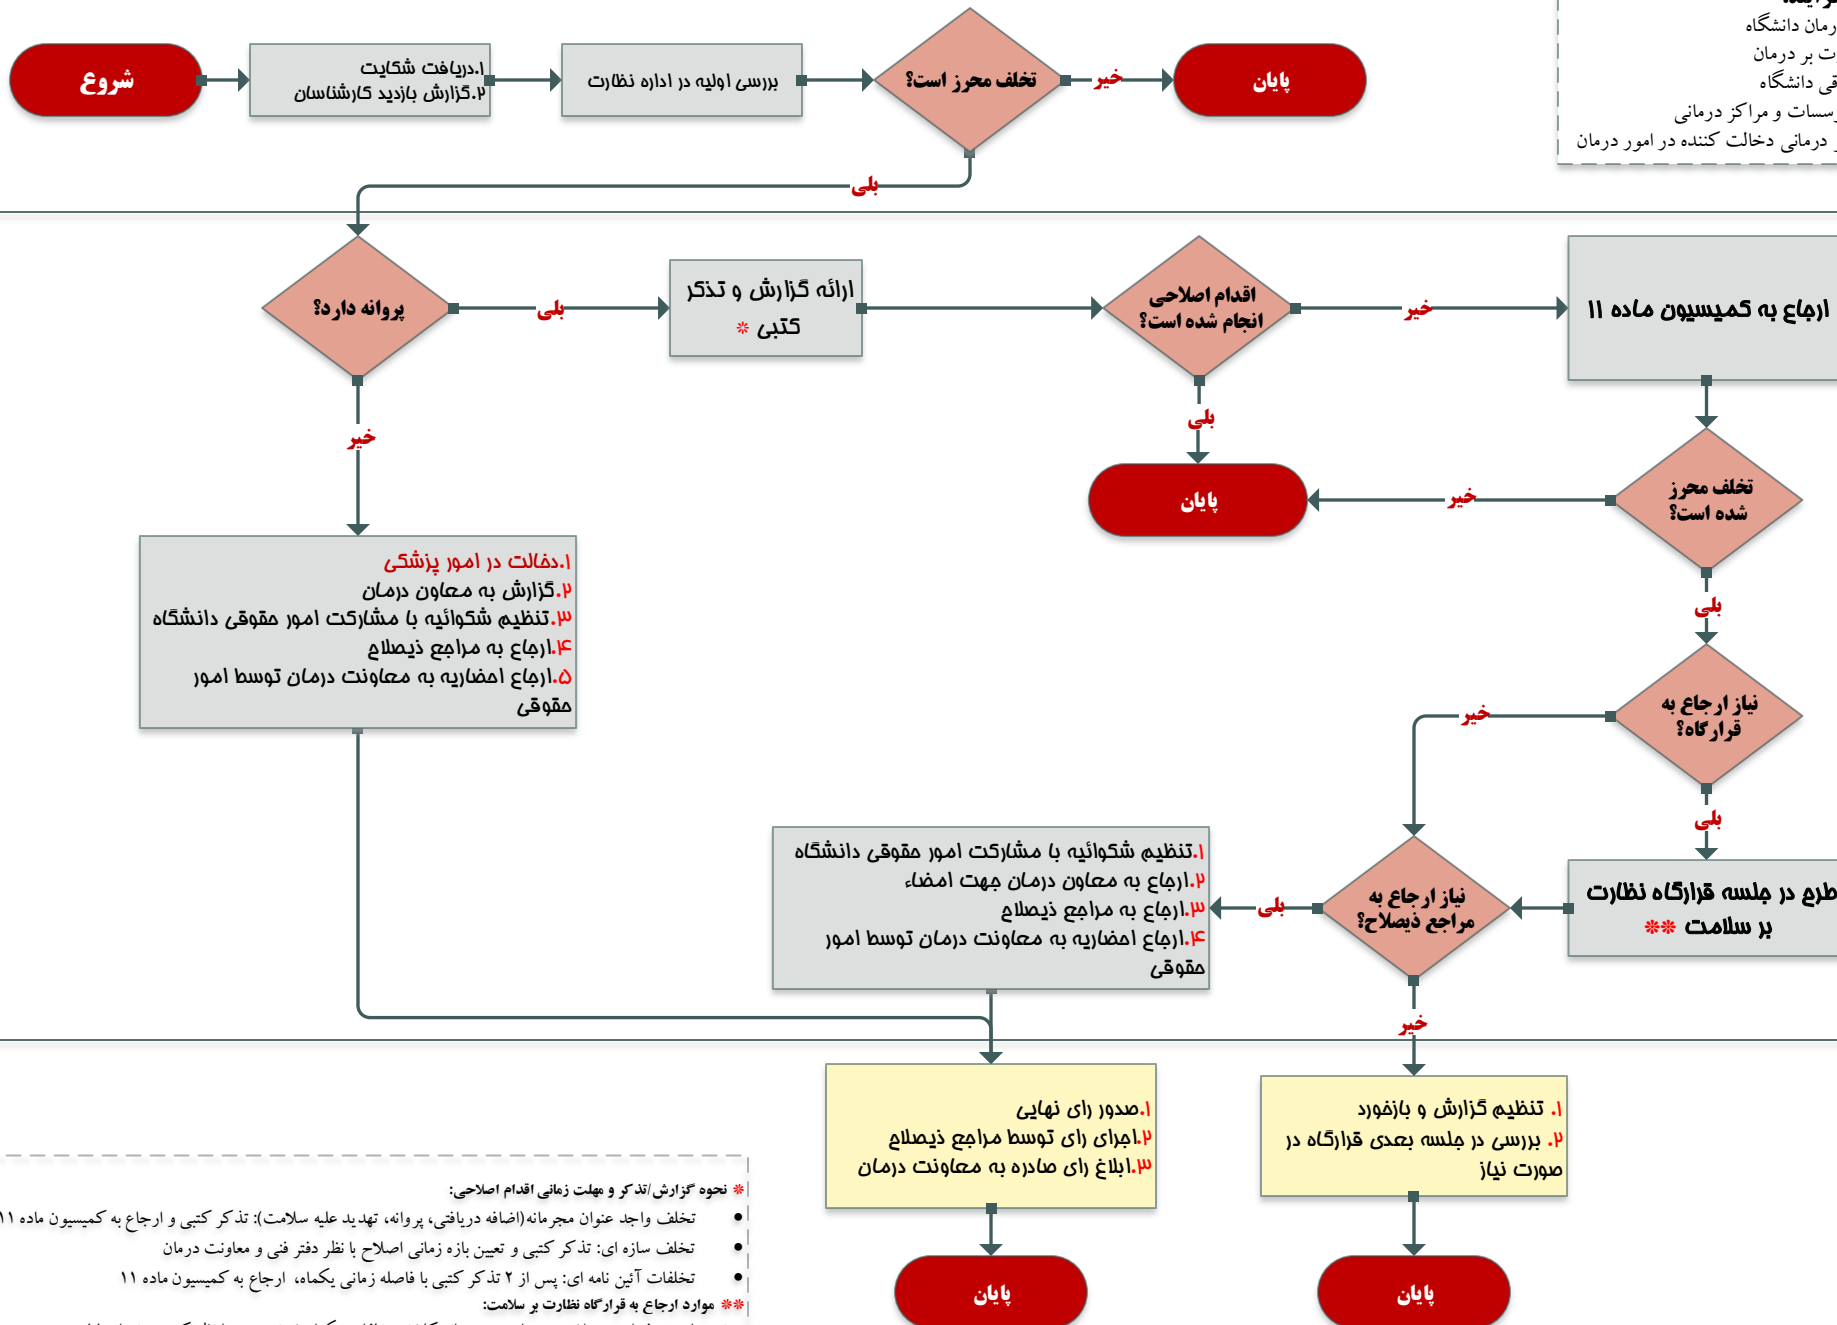 شروع
۱.دریافت شکایت
۲.گزارش بازدید کارشناسان
بررسی اولیه در اداره نظارت
تخلف محرز است؟
خیر
پایان
درمان دانشگاه
بر درمان
دانشگاه
و مراکز درمانی
درمانی دخالت کننده در امور درمان
بلی
پروانه دارد؟
بلی
ارائه گزارش و تذکر
کتبی *
اقدام اصلاحی
انجام شده است؟
خیر
ارجاع به کمیسیون ماده ۱۱
خیر
بلی
پایان
خیر
تخلف محرز
شده است؟
بلی
۱.دخالت در امور پزشکی
۲.گزارش به معاون درمان
۳.تنظیم شکوائیه با مشارکت امور حقوقی دانشگاه
۴.ارجاع به مراجع ذیصلاح
۵.ارجاع احضاریه به معاونت درمان توسط امور
حقوقی
نیاز ارجاع به
قرارگاه؟
خیر
بلی
طرح در جلسه قرارگاه نظارت
بر سلامت **
نیاز ارجاع به
مراجع ذیصلاح؟
بلی
۱.تنظیم شکوائیه با مشارکت امور حقوقی دانشگاه
۲.ارجاع به معاون درمان جهت امضاء
۳.ارجاع به مراجع ذیصلاح
۴.ارجاع احضاریه به معاونت درمان توسط امور
حقوقی
خیر
۱. تنظیم گزارش و بازخورد
۲. بررسی در جلسه بعدی قرارگاه در
صورت نیاز
۱.صدور رای نهایی
۲.اجرای رای توسط مراجع ذیصلاح
۳.ابلاغ رای صادره به معاونت درمان
پایان
پایان
* نحوه گزارش/تذکر و مهلت زمانی اقدام اصلاحی:
• تخلف واجد عنوان مجرمانه(اضافه دریافتی، پروانه، تهدید علیه سلامت): تذکر کتبی و ارجاع به کمیسیون ماده ۱۱
• تخلف سازه ای: تذکر کتبی و تعیین بازه زمانی اصلاح با نظر دفتر فنی و معاونت درمان
• تخلفات آئین نامه ای: پس از ۲ تذکر کتبی با فاصله زمانی یکماه، ارجاع به کمیسیون ماده ۱۱
** موارد ارجاع به قرارگاه نظارت بر سلامت: